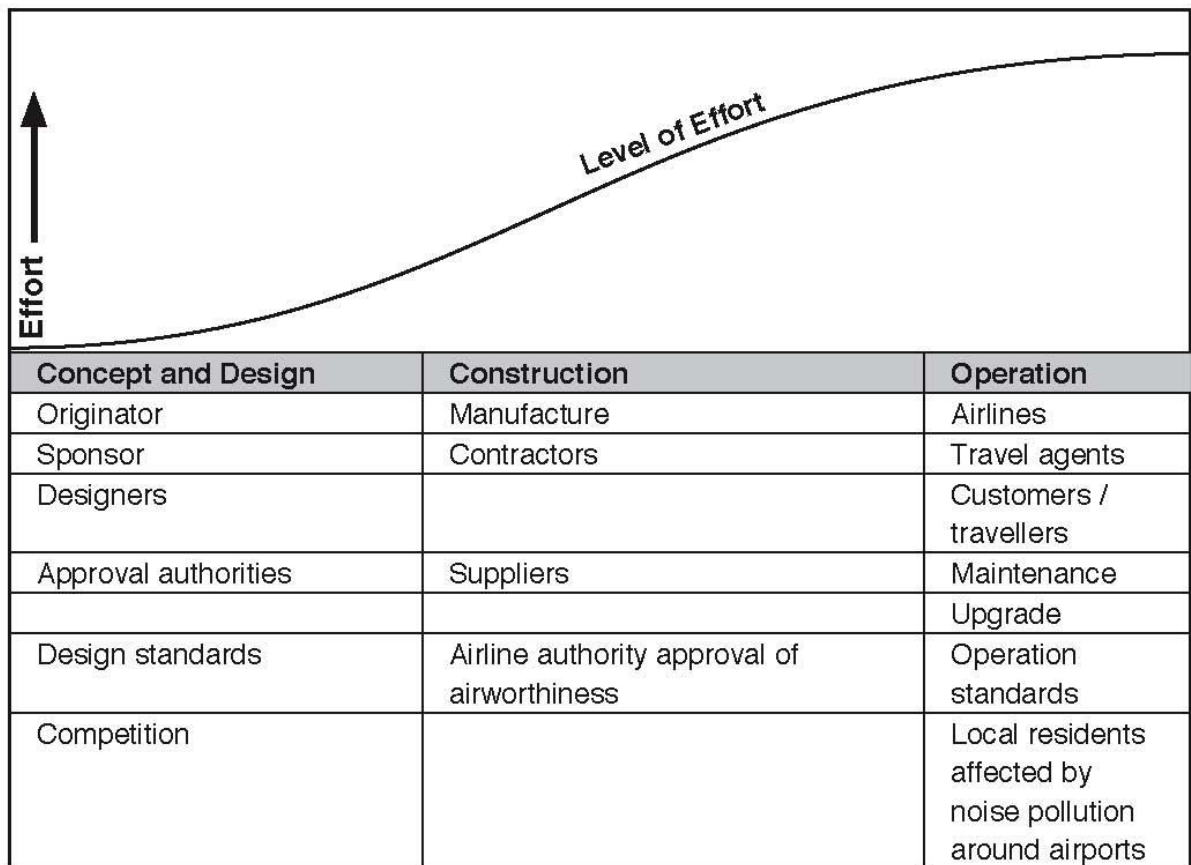 Effort
Level of Effort
Concept and Design Construction Operation
Originator Manufacture Airlines
Sponsor Contractors Travel agents
Designers Customers /
travellers
Approval authorities Suppliers Maintenance
Upgrade
Design standards Airline authority approval of Operation
airworthiness standards
Competition Local residents
affected by
noise pollution
around airports